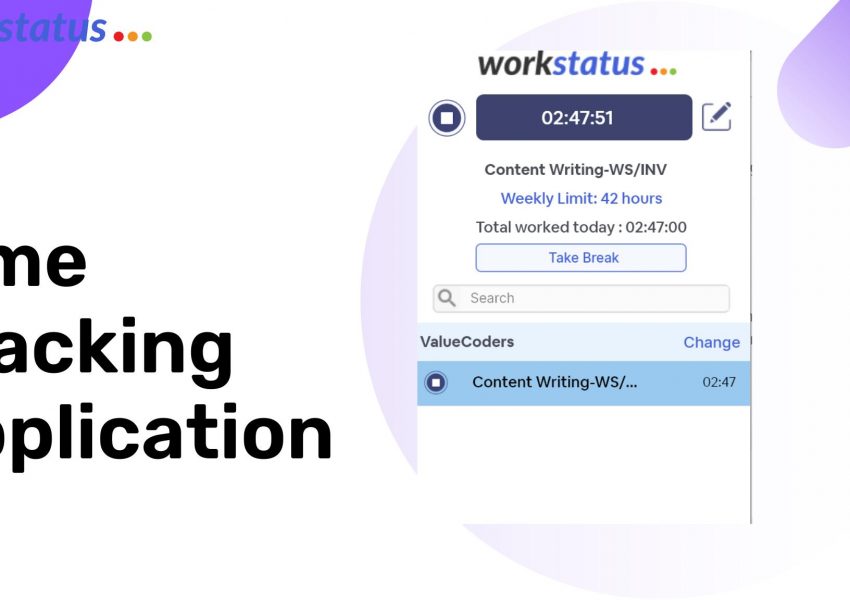 status
me
acking
pplication
workstatus
02:47:51
Content Writing-WS/INV
Weekly Limit: 42 hours
Total worked today : 02:47:00
Take Break
Search
ValueCoders Change
Content Writing-WS/... 02:47